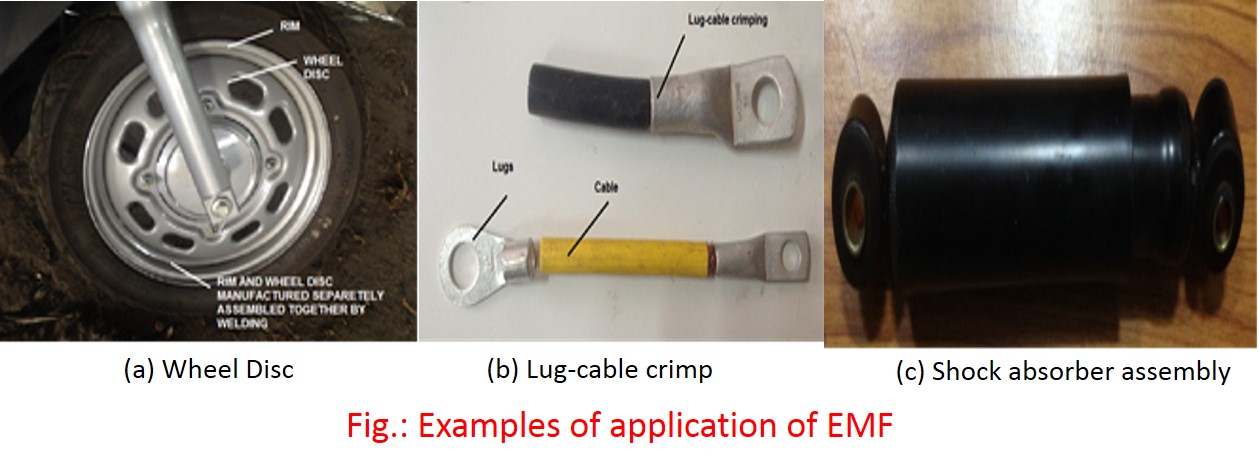 RIM
WHEEL
DISC
RIM AND WHEEL DISC
MANUFACTURED SEPARETELY
ASSEMBLED TOGETHER BY
WELDING
Lug-cable crimping
Lugs
Cable
(a) Wheel Disc
(b) Lug-cable crimp
(c) Shock absorber assembly
Fig.: Examples of application of EMF